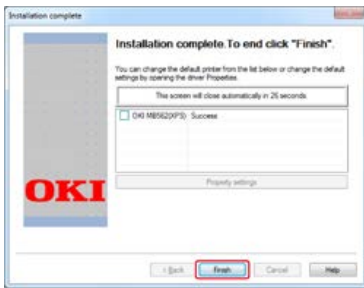 Installation complete
Installation complete.To end click "Finish".
You can change the default printer from the list below or change the default
settings by opening the driver Properties.
This screen will close automatically in 26 seconds.
OKI MB562(XPS) Success
OKI
Property settings
< Back
Finish
Cancel
Help